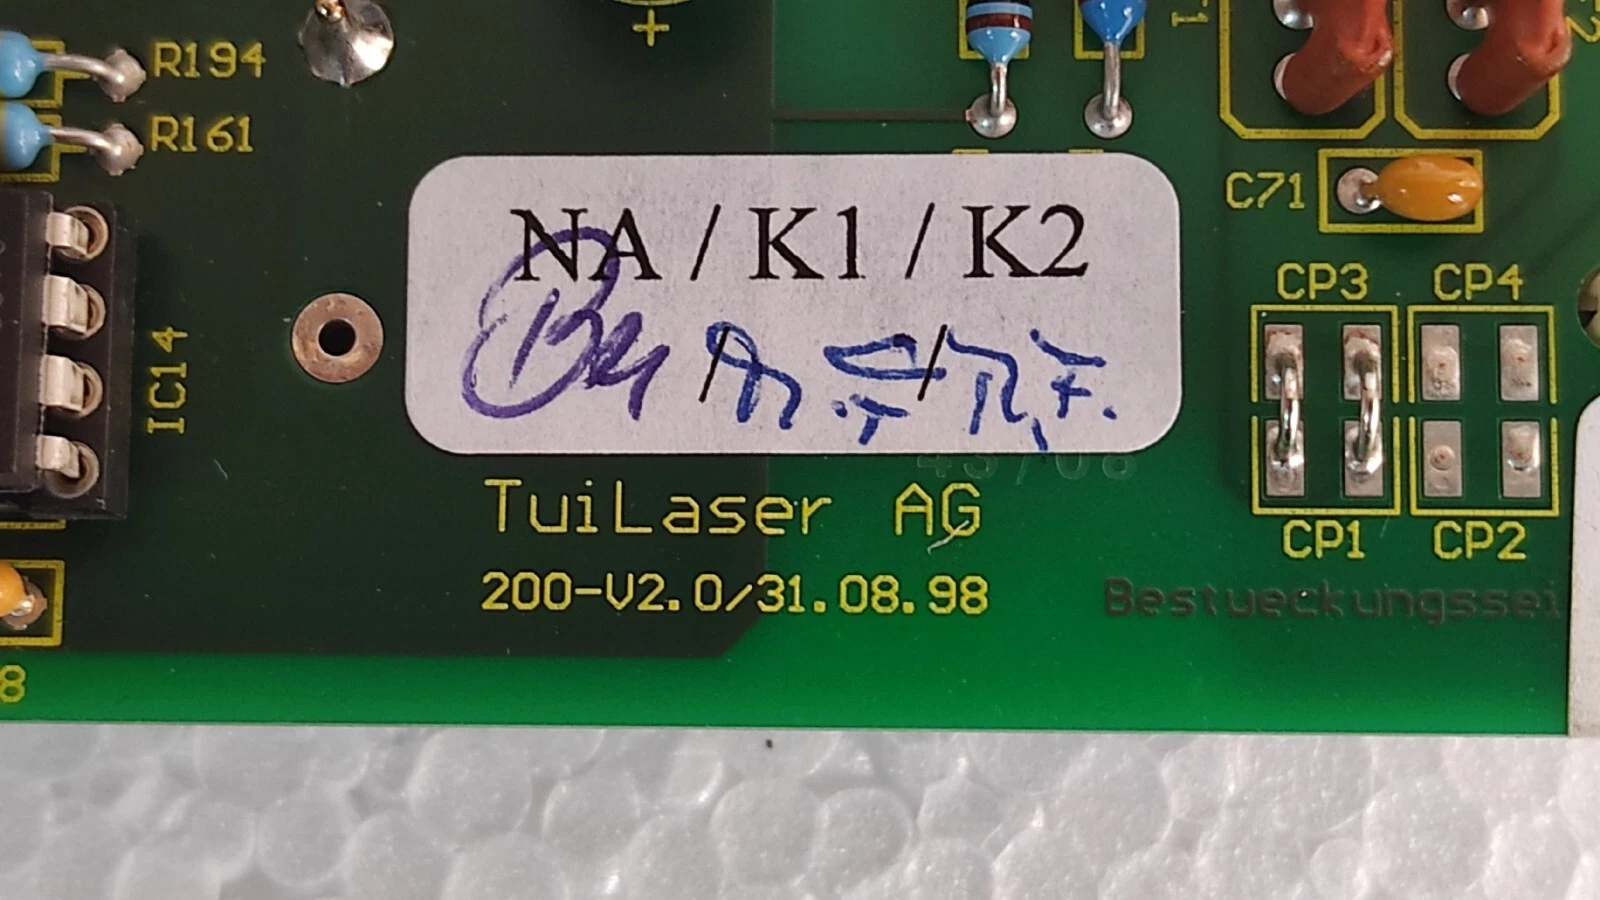 R194
R161
NA / K1 / K2
C71
CP3 CP4
IC14
TuiLaser AG
CP1 CP2
200-V2.0/31.08.98
Bestueckungssei
8